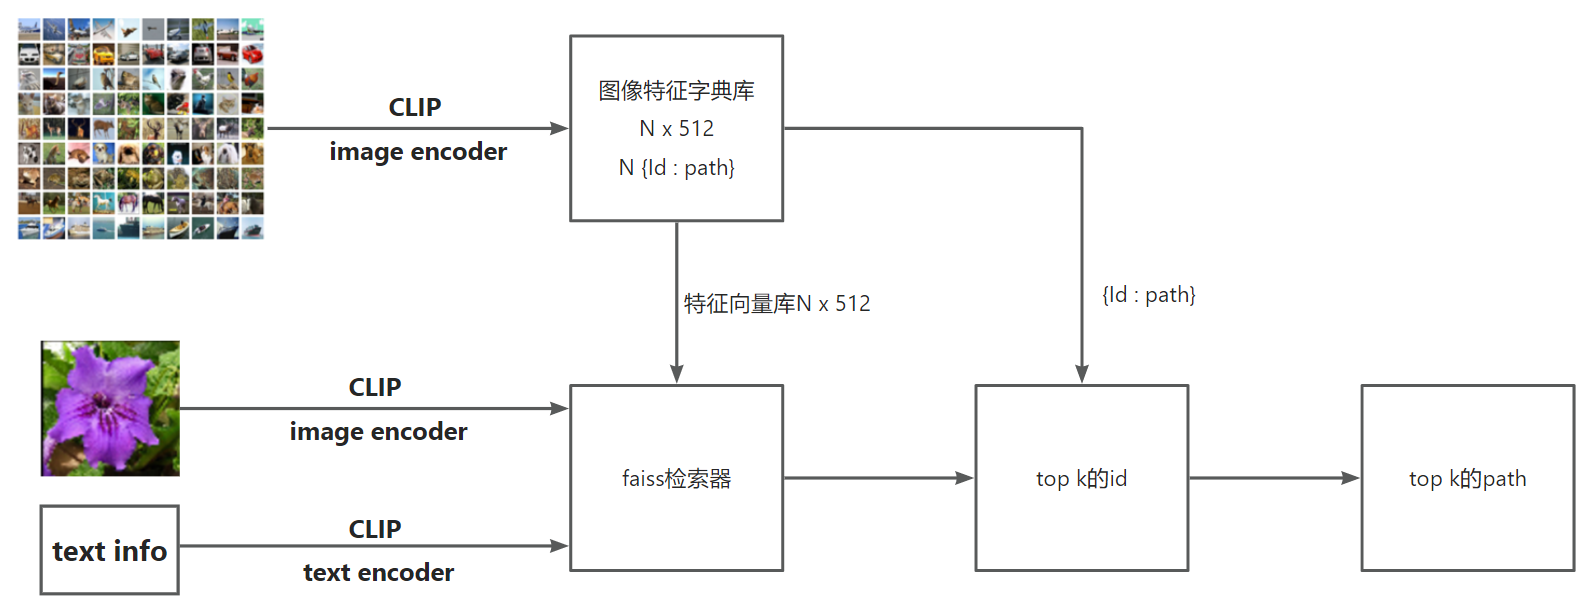 CLIP
image encoder
图像特征字典库
N x 512
N {Id : path}
特征向量库N x 512
{Id : path}
CLIP
image encoder
text info
CLIP
text encoder
faiss检索器
top k的id
top k的path